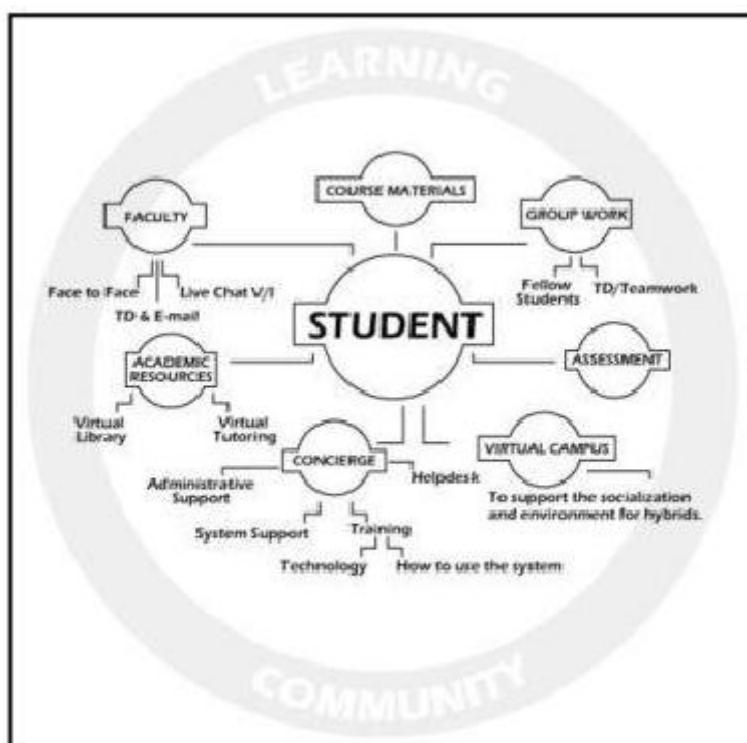 LEARNING
COURSE MATERIALS
FACULTY
GROUP WORK
Face to Face
Live Chat V/I
TD & E-mail
Fellow
Students
TD/Teamwork
STUDENT
ACADEMIC
RESOURCES
ASSESSMENT
Virtual
Library
Virtual
Tutoring
CONCIERGE
VIRTUAL CAMPUS
Administrative
Support
Helpdesk
To support the socialization
and environment for hybrids.
System Support
Training
Technology
How to use the system
COMMUNITY